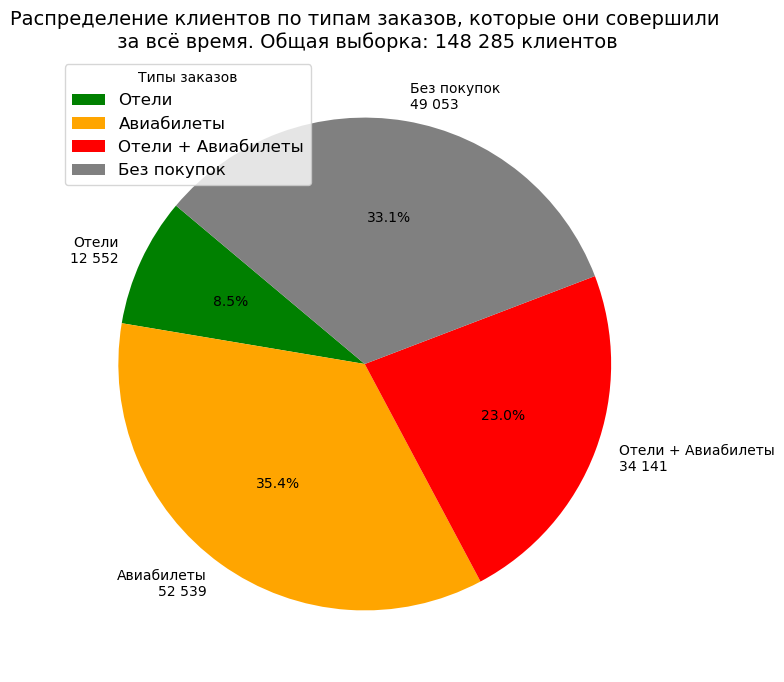 Распределение клиентов по типам заказов, которые они совершили
за всё время. Общая выборка: 148 285 клиентов
Типы заказов
Отели
Авиабилеты
Отели + Авиабилеты
Без покупок
Без покупок
49 053
33.1%
Отели
12 552
8.5%
23.0%
Отели + Авиабилеты
34 141
35.4%
Авиабилеты
52 539